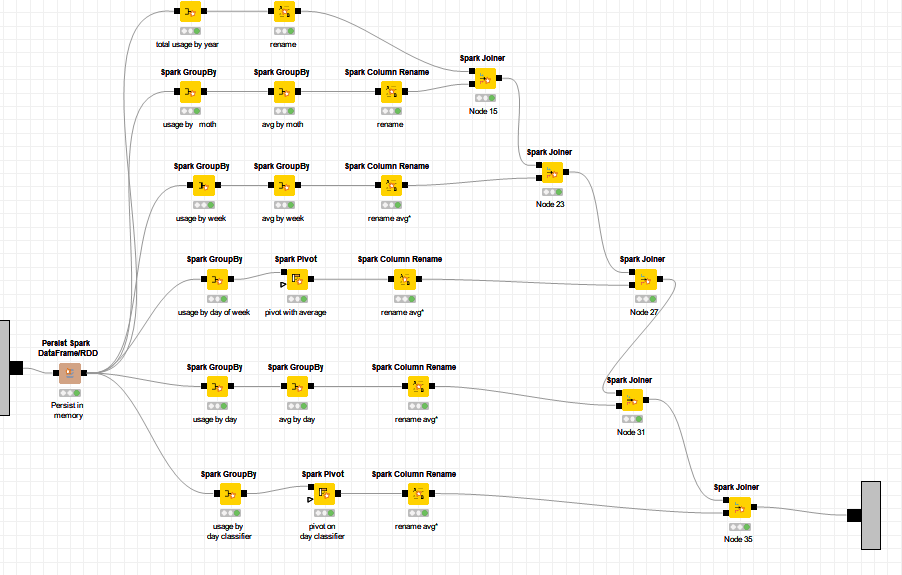 total usage by year
rename
Spark GroupBy
Spark GroupBy
Spark Column Rename
Spark Joiner
usage by moth
avg by moth
rename
Node 15
Spark GroupBy
Spark GroupBy
Spark Column Rename
Spark Joiner
usage by week
avg by week
rename avg*
Node 23
Spark GroupBy
Spark Pivot
Spark Column Rename
Spark Joiner
usage by day of week
pivot with average
rename avg*
Node 27
Persist Spark
DataFrame/RDD
Persist in
memory
Spark GroupBy
Spark GroupBy
Spark Column Rename
Spark Joiner
usage by day
avg by day
rename avg*
Node 31
Spark GroupBy
Spark Pivot
Spark Column Rename
Spark Joiner
usage by
day classifier
pivot on
day classifier
rename avg*
Node 35